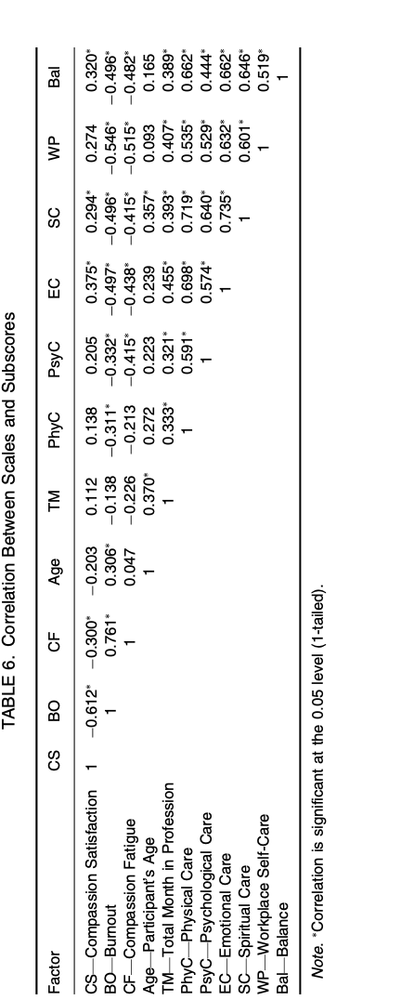 TABLE 6. Correlation Between Scales and Subscores
Factor CS BO CF Age TM PhyC PsyC EC SC WP Bal
CS—Compassion Satisfaction 1 −0.612* −0.300* −0.203 0.112 0.138 0.205 0.375* 0.294* 0.274 0.320*
BO—Burnout 1 0.761* 0.306* −0.138 −0.311* −0.332* −0.497* −0.496* −0.546* −0.496*
CF—Compassion Fatigue 1 0.047 −0.226 −0.213 −0.415* −0.438* −0.415* −0.515* −0.482*
Age—Participant's Age 1 0.370* 0.272 0.223 0.239 0.357* 0.093 0.165
TM—Total Month in Profession 1 0.333* 0.321* 0.455* 0.393* 0.407* 0.389*
PhyC—Physical Care 1 0.591* 0.698* 0.719* 0.535* 0.662*
PsyC—Psychological Care 1 0.574* 0.640* 0.529* 0.444*
EC—Emotional Care 1 0.735* 0.632* 0.662*
SC—Spiritual Care 1 0.601* 0.646*
WP—Workplace Self-Care 1 0.519*
Bal—Balance 1
Note. *Correlation is significant at the 0.05 level (1-tailed).